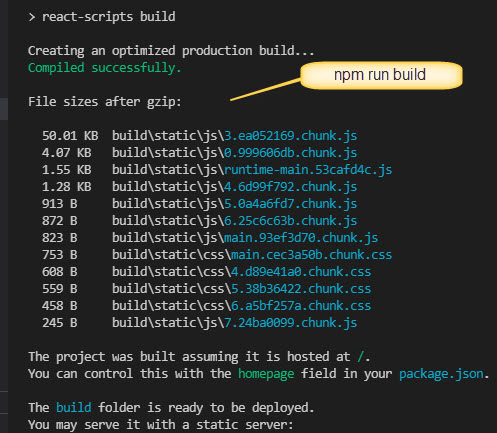 > react-scripts build
Creating an optimized production build...
Compiled successfully.
npm run build
File sizes after gzip:
50.01 KB build\static\js\3.ea052169.chunk.js
4.07 KB build\static\js\0.999606db.chunk.js
1.55 KB build\static\js\runtime-main.53cafd4c.js
1.28 KB build\static\js\4.6d99f792.chunk.js
913 B build\static\js\5.0a4a6fd7.chunk.js
872 B build\static\js\6.25c6c63b.chunk.js
823 B build\static\js\main.93ef3d70.chunk.js
753 B build\static\css\main.cec3a50b.chunk.css
608 B build\static\css\4.d89e41a0.chunk.css
559 B build\static\css\5.38b36422.chunk.css
458 B build\static\css\6.a5bf257a.chunk.css
245 B build\static\js\7.24ba0099.chunk.js
The project was built assuming it is hosted at /.
You can control this with the homepage field in your package.json.
The build folder is ready to be deployed.
You may serve it with a static server: